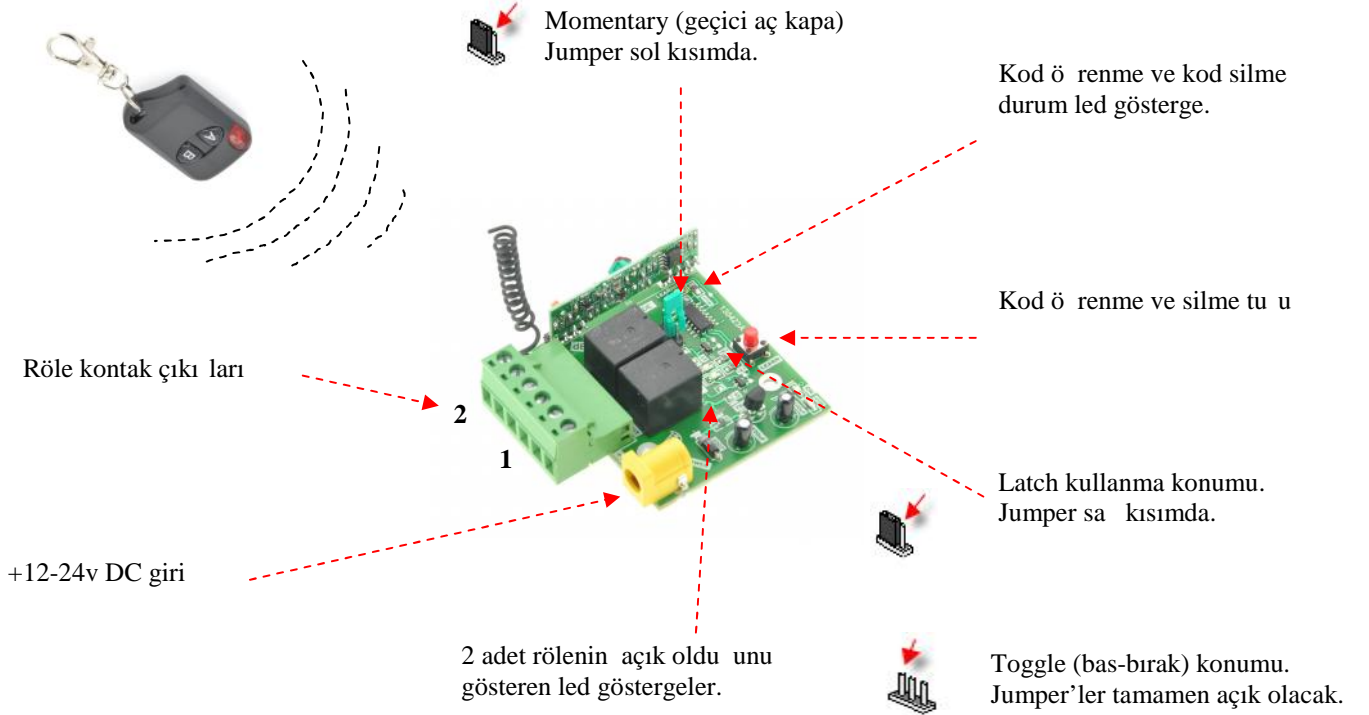 Momentary (geçici aç kapa)
Jumper sol kısımda.
Kod ö renme ve kod silme
durum led gösterge.
A
B
Kod ö renme ve silme tu u
Röle kontak çıkı ları
2
1
Latch kullanma konumu.
Jumper sa kısımda.
+12-24v DC giri
2 adet rölenin açık oldu unu
gösteren led göstergeler.
Toggle (bas-bırak) konumu.
Jumper’ler tamamen açık olacak.